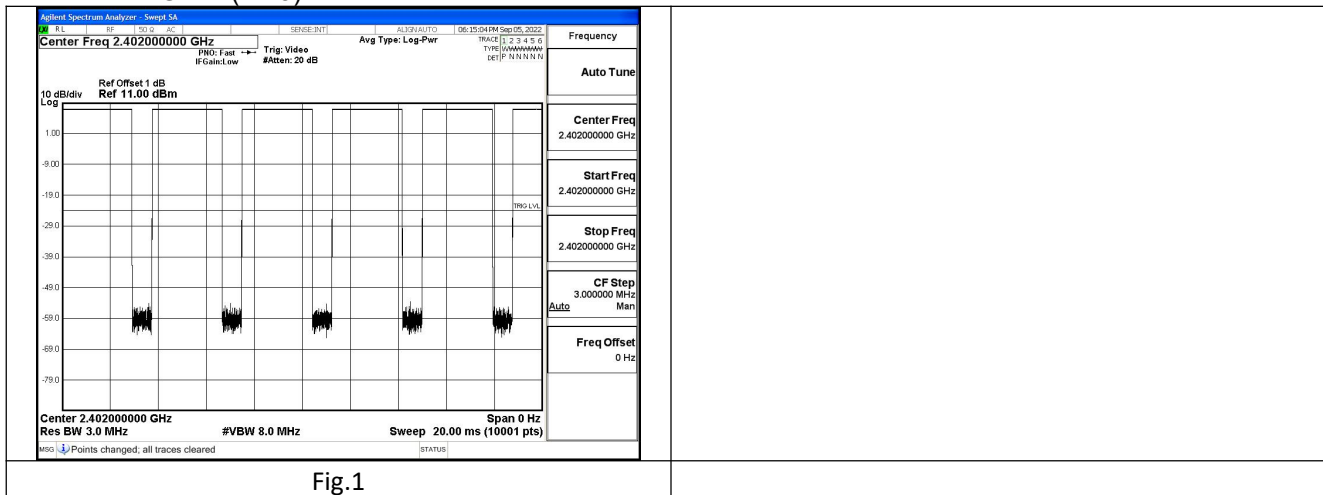 Agilent Spectrum Analyzer - Swept SA
RL RF 50 Ω AC SENSE:INT ALIGNAUTO 06:15:04 PM Sep 05, 2022
Center Freq 2.402000000 GHz
PNO: Fast
IFGain:Low
Trig: Video
#Atten: 20 dB
Avg Type: Log-Pwr
TRACE 1 2 3 4 5 6
TYPE
DET P N N N N N
Ref Offset 1 dB
10 dB/div Ref 11.00 dBm
Log
1.00
-9.00
-19.0
TRIG LVL
-29.0
-39.0
-49.0
-59.0
-69.0
-79.0
Center 2.402000000 GHz Span 0 Hz
Res BW 3.0 MHz #VBW 8.0 MHz Sweep 20.00 ms (10001 pts)
MSG Points changed; all traces cleared STATUS
Frequency
Auto Tune
Center Freq
2.402000000 GHz
Start Freq
2.402000000 GHz
Stop Freq
2.402000000 GHz
CF Step
3.000000 MHz
Auto Man
Freq Offset
0 Hz
Fig.1